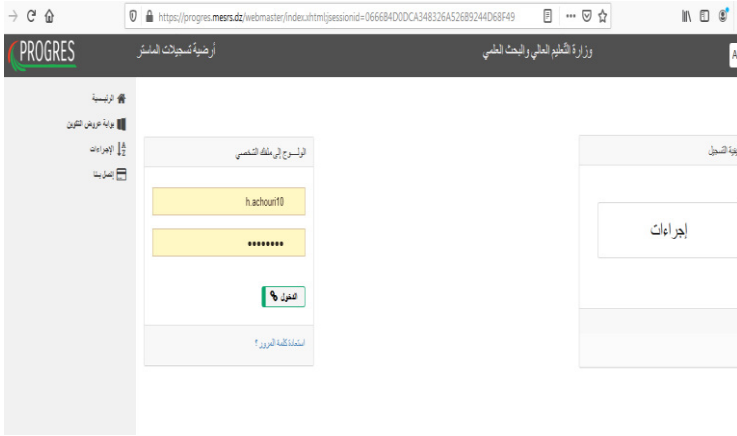 https://progres.mesrs.dz/webmaster/index.xhtml;jsessionid=0666B4D0DCA348326A526B9244D68F49
PROGRES
أرضية تسجيلات الماستر
وزارة التعليم العالي والبحث العلمي
A
الرئيسية
بوابة عروض التكوين
الإجراءات
إتصل بنا
الولـــوج إلى ملفك الشخصي
h.achouri10
••••••••
الدخول
استعادة كلمة المرور ؟
التسجيل
إجراءات